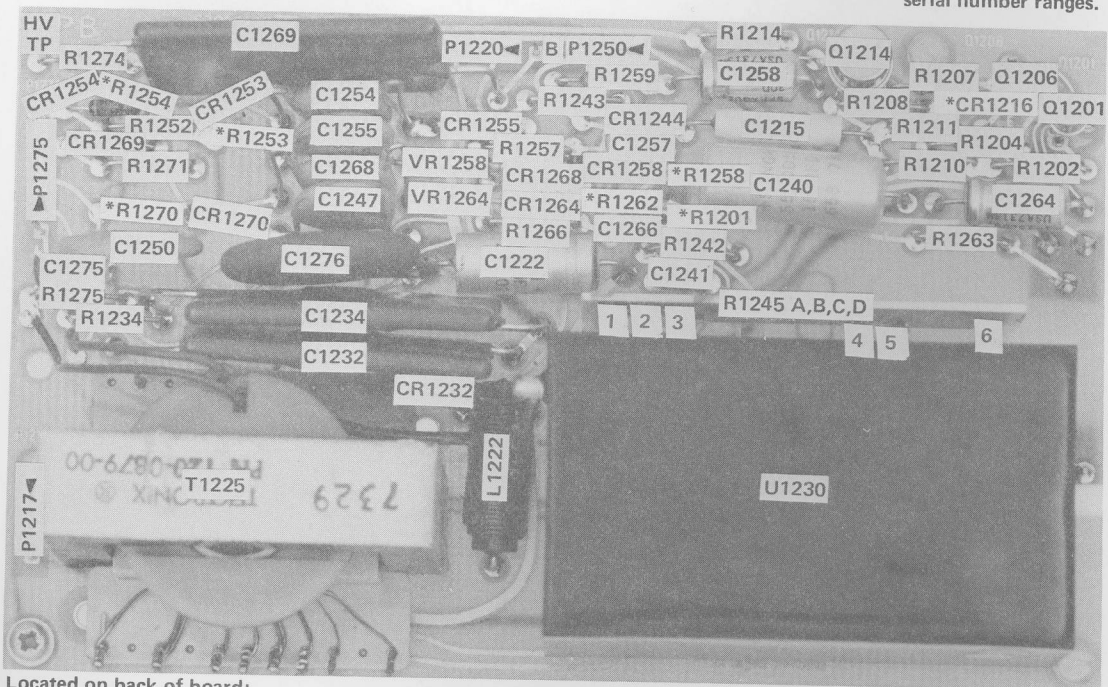 serial number ranges.
HV
TP
C1269
P1220◄
B
P1250◄
R1214
Q1214
R1274
R1259
C1258
R1207
Q1206
CR1254
*R1254
CR1253
C1254
R1243
R1208
*CR1216
Q1201
R1252
*R1253
C1255
CR1255
CR1244
C1215
R1211
R1204
CR1269
R1257
C1257
R1271
C1268
VR1258
CR1268
CR1258
*R1258
C1240
R1210
R1202
P1275◄
*R1270
CR1270
C1247
VR1264
CR1264
*R1262
*R1201
C1264
C1250
R1266
C1266
R1242
R1263
C1276
C1222
C1241
C1275
R1275
R1234
C1234
R1245 A,B,C,D
1 2 3
4 5 6
C1232
CR1232
L1222
U1230
P/N 120-0879-00
T1225
TEKTRONIX ®
7329
P1217◄
Located on back of board: